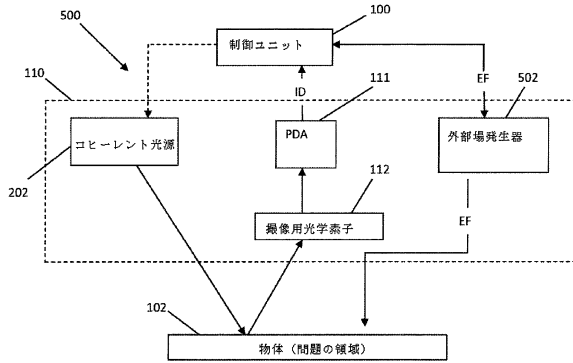 500
100
制御ユニット
110
ID
111
EF
502
コヒーレント光源
PDA
外部場発生器
202
112
撮像用光学素子
EF
102
物体（問題の領域）